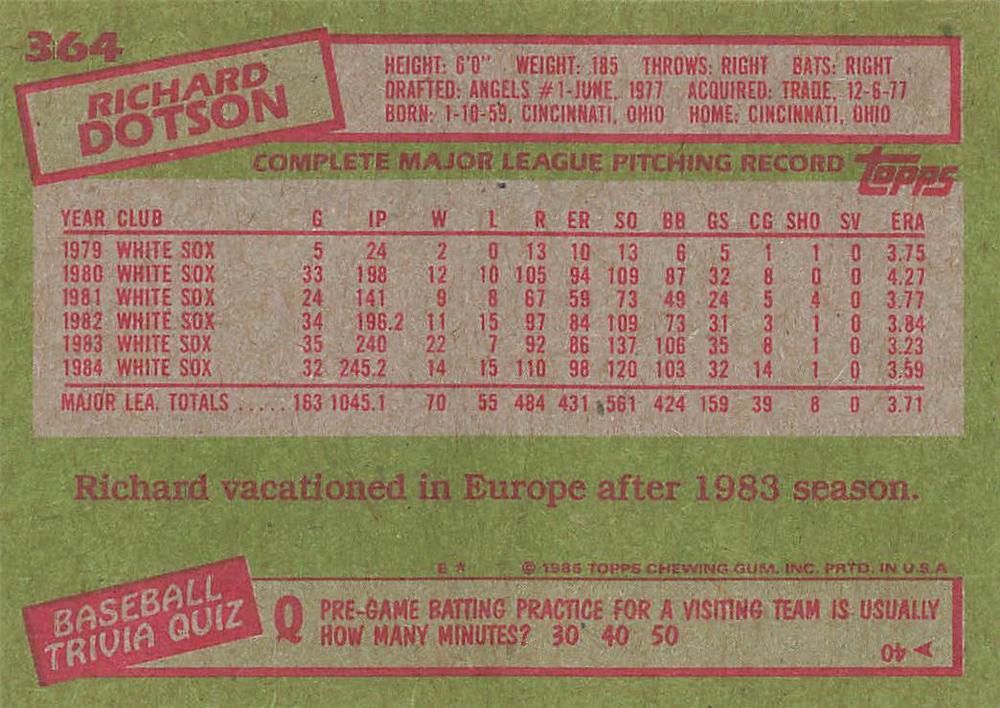 364
RICHARD
DOTSON
HEIGHT: 6'0" WEIGHT: 185 THROWS: RIGHT BATS: RIGHT
DRAFTED: ANGELS #1-JUNE, 1977 ACQUIRED: TRADE, 12-6-77
BORN: 1-10-59, CINCINNATI, OHIO HOME: CINCINNATI, OHIO
COMPLETE MAJOR LEAGUE PITCHING RECORD topps
YEAR CLUB G IP W L R ER SO BB GS CG SHO SV ERA
1979 WHITE SOX 5 24 2 0 13 10 13 6 5 1 1 0 3.75
1980 WHITE SOX 33 198 12 10 105 94 109 87 32 8 0 0 4.27
1981 WHITE SOX 24 141 9 8 67 59 73 49 24 5 4 0 3.77
1982 WHITE SOX 34 196.2 11 15 97 84 109 73 31 3 1 0 3.84
1983 WHITE SOX 35 240 22 7 92 86 137 106 35 8 1 0 3.23
1984 WHITE SOX 32 245.2 14 15 110 98 120 103 32 14 1 0 3.59
MAJOR LEA. TOTALS ..... 163 1045.1 70 55 484 431 561 424 159 39 8 0 3.71
Richard vacationed in Europe after 1983 season.
E * © 1985 TOPPS CHEWING GUM, INC. PRTD. IN U.S.A
BASEBALL
TRIVIA QUIZ
Q PRE-GAME BATTING PRACTICE FOR A VISITING TEAM IS USUALLY
HOW MANY MINUTES? 30 40 50
A 40